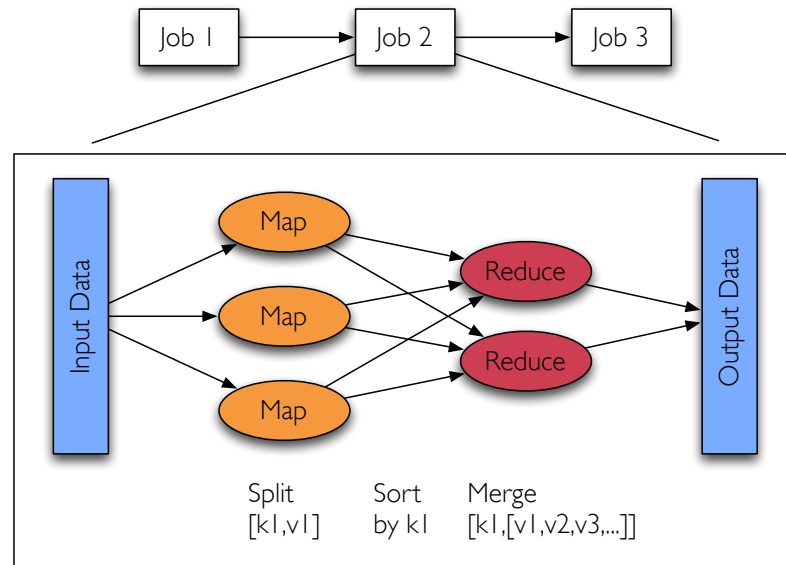 Job 1
Job 2
Job 3
Input Data
Map
Map
Map
Reduce
Reduce
Output Data
Split
[k1,v1]
Sort
by k1
Merge
[k1,[v1,v2,v3,...]]